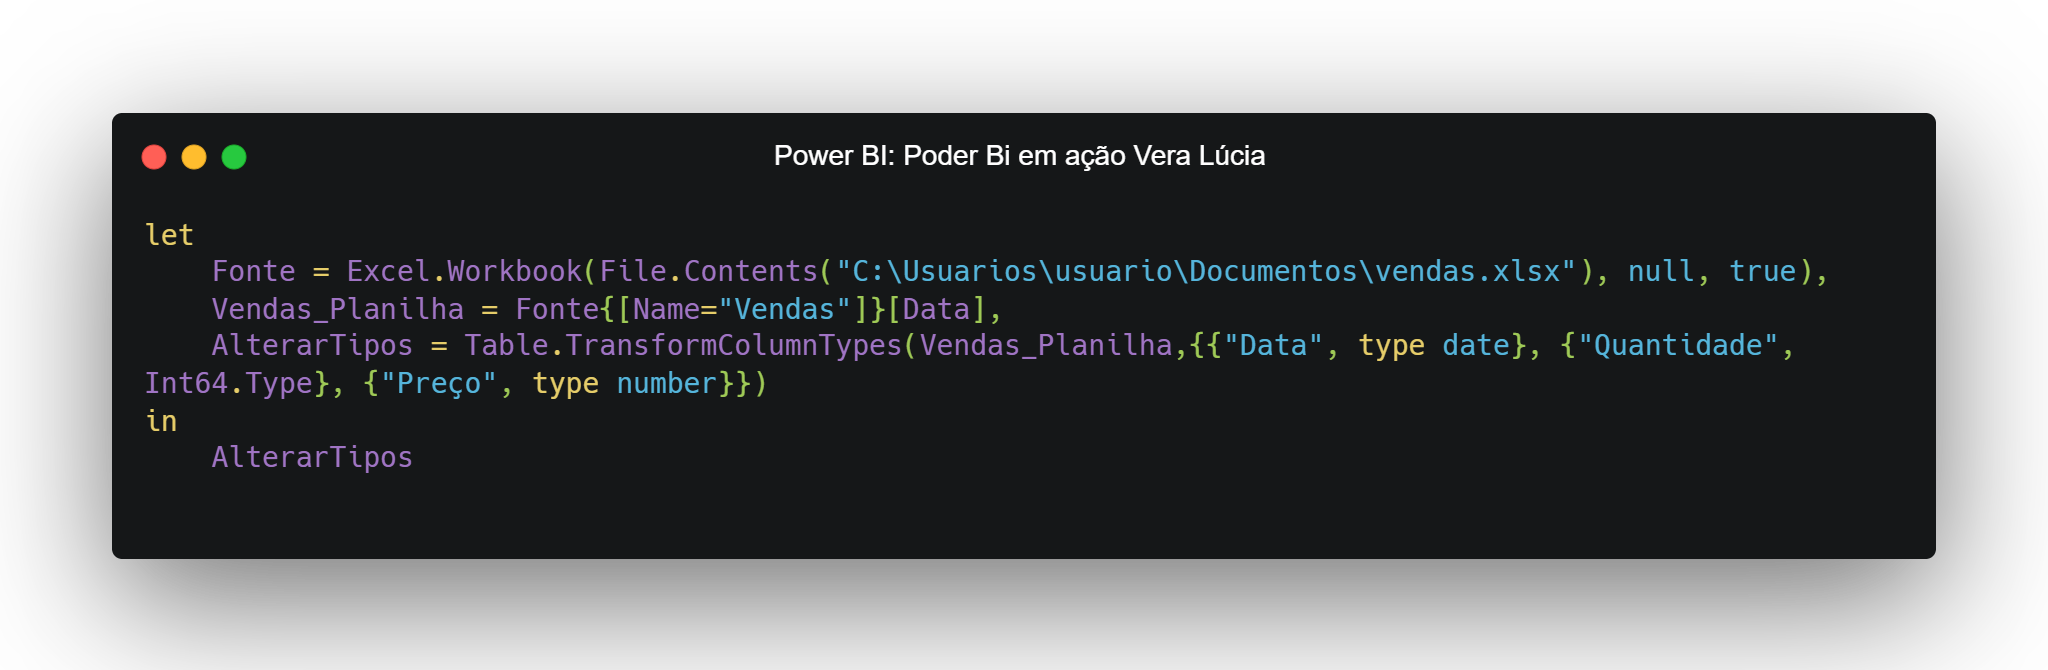 Power BI: Poder Bi em ação Vera Lúcia
let
    Fonte = Excel.Workbook(File.Contents("C:\Usuarios\usuario\Documentos\vendas.xlsx"), null, true),
    Vendas_Planilha = Fonte{[Name="Vendas"]}[Data],
    AlterarTipos = Table.TransformColumnTypes(Vendas_Planilha,{{"Data", type date}, {"Quantidade",
Int64.Type}, {"Preço", type number}})
in
    AlterarTipos